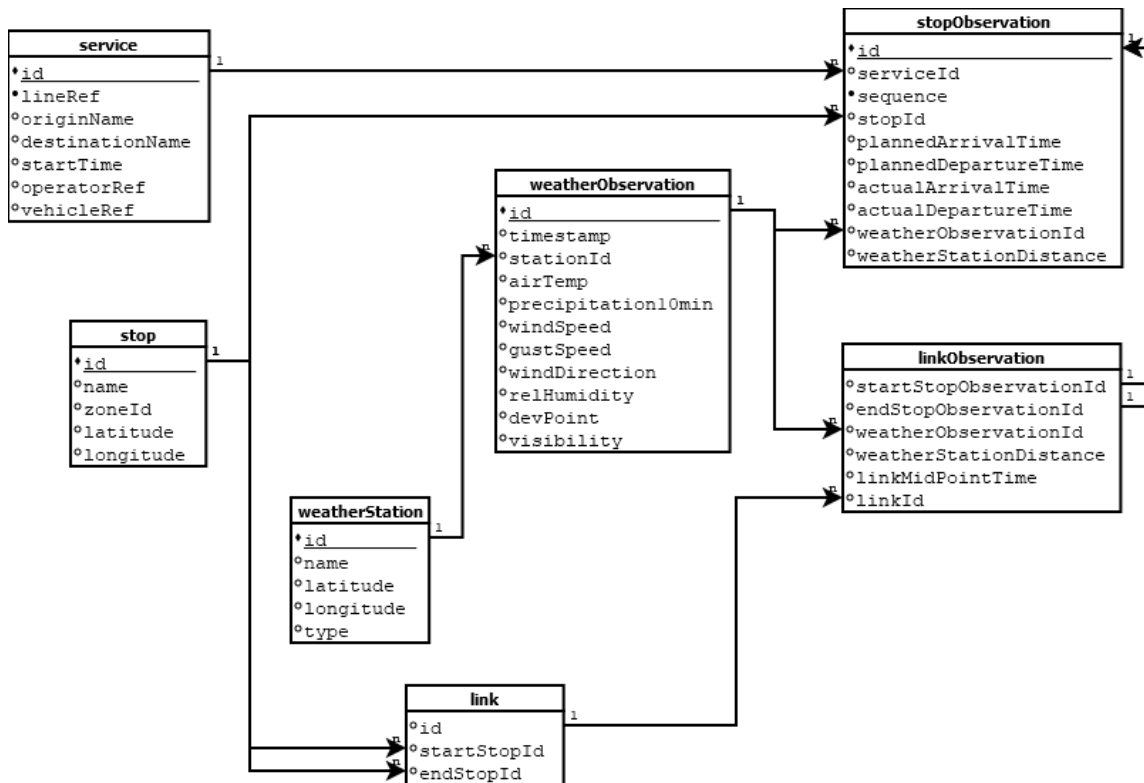 service
id
lineRef
originName
destinationName
startTime
operatorRef
vehicleRef
1
stopObservation
id
serviceId
sequence
stopId
plannedArrivalTime
plannedDepartureTime
actualArrivalTime
actualDepartureTime
weatherObservationId
weatherStationDistance
1
n
n
n
weatherObservation
id
timestamp
stationId
airTemp
precipitation10min
windSpeed
gustSpeed
windDirection
relHumidity
devPoint
visibility
1
n
stop
id
name
zoneId
latitude
longitude
1
linkObservation
startStopObservationId
endStopObservationId
weatherObservationId
weatherStationDistance
linkMidPointTime
linkId
1
1
n
n
weatherStation
id
name
latitude
longitude
type
1
link
id
startStopId
endStopId
1
n
n